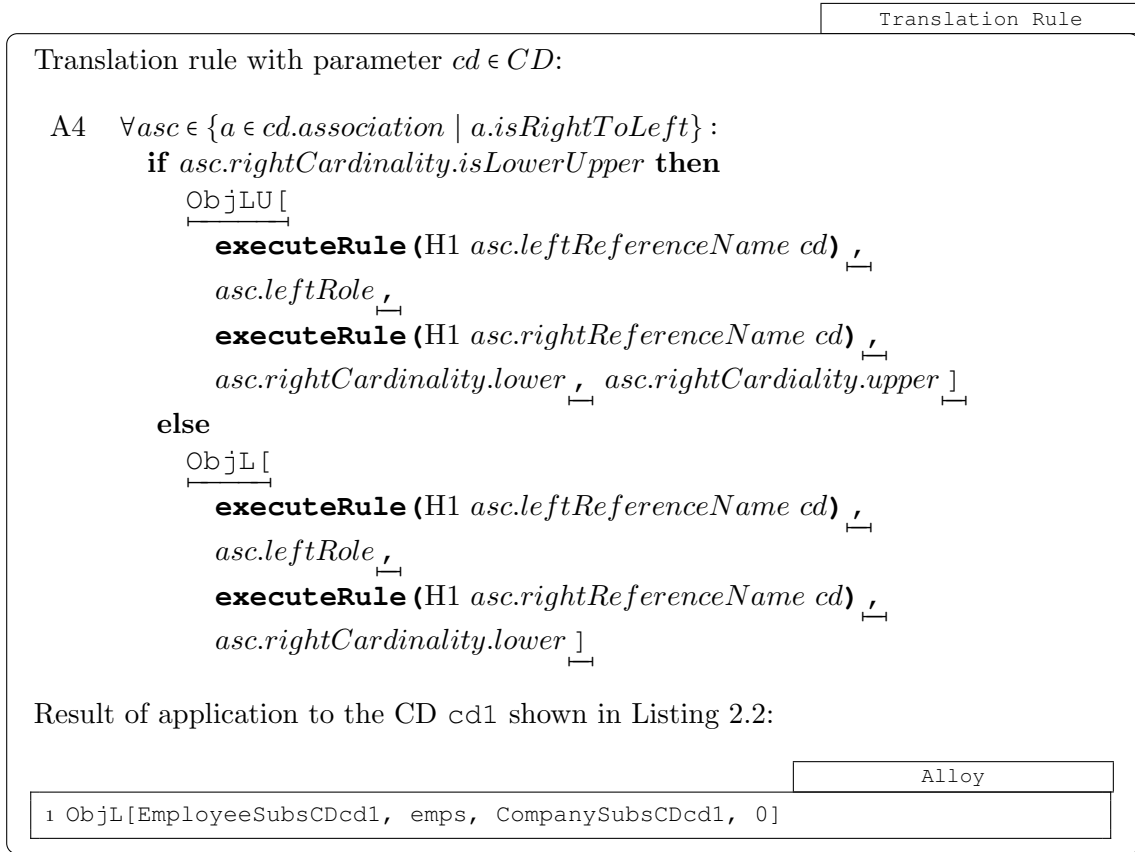 Translation Rule
Translation rule with parameter cd ∈ CD:
A4 ∀asc ∈ {a ∈ cd.association | a.isRightToLeft} :
if asc.rightCardinality.isLowerUpper then
ObjLU[
executeRule(H1 asc.leftReferenceName cd),
asc.leftRole,
executeRule(H1 asc.rightReferenceName cd),
asc.rightCardinality.lower, asc.rightCardiality.upper]
else
ObjL[
executeRule(H1 asc.leftReferenceName cd),
asc.leftRole,
executeRule(H1 asc.rightReferenceName cd),
asc.rightCardinality.lower]
Result of application to the CD cd1 shown in Listing 2.2:
Alloy
1 ObjL[EmployeeSubsCDcd1, emps, CompanySubsCDcd1, 0]